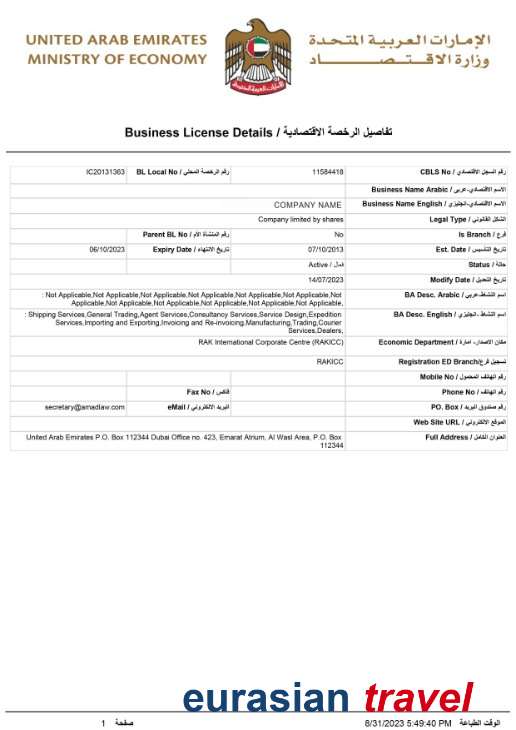 UNITED ARAB EMIRATES
MINISTRY OF ECONOMY
الإمارات العربية المتحدة
وزارة الاقتصاد
Business License Details / تفاصيل الرخصة الاقتصادية
IC20131363 رقم الرخصة المحلي / BL Local No 11584418 رقم السجل الاقتصادي / CBLS No
الاسم الاقتصادي-عربي / Business Name Arabic
COMPANY NAME الاسم الاقتصادي-انجليزي / Business Name English
Company limited by shares الشكل القانوني / Legal Type
رقم المنشأة الأم / Parent BL No No فرع / Is Branch
06/10/2023 تاريخ الانتهاء / Expiry Date 07/10/2013 تاريخ التأسيس / Est. Date
Active / فعال حالة / Status
14/07/2023 تاريخ التعديل / Modify Date
: Not Applicable,Not Applicable,Not Applicable,Not Applicable,Not Applicable,Not Applicable,Not
Applicable,Not Applicable,Not Applicable,Not Applicable,Not Applicable,Not Applicable,
اسم النشاط-عربي / BA Desc. Arabic
: Shipping Services,General Trading,Agent Services,Consultancy Services,Service Design,Expedition
Services,Importing and Exporting,Invoicing and Re-invoicing,Manufacturing,Trading,Courier
Services,Dealers,
اسم النشاط-انجليزي / BA Desc. English
RAK International Corporate Centre (RAKICC) مكان الاصدار- امارة / Economic Department
RAKICC تسجيل فرع / Registration ED Branch
رقم الهاتف المحمول / Mobile No
فاكس / Fax No رقم الهاتف / Phone No
secretary@amadlaw.com البريد الالكتروني / eMail رقم صندوق البريد / PO. Box
الموقع الالكتروني / Web Site URL
United Arab Emirates P.O. Box 112344 Dubai Office no. 423, Emarat Atrium, Al Wasl Area, P.O. Box
112344
العنوان الكامل / Full Address
eurasian travel
1 صفحة 8/31/2023 5:49:40 PM الوقت الطباعة